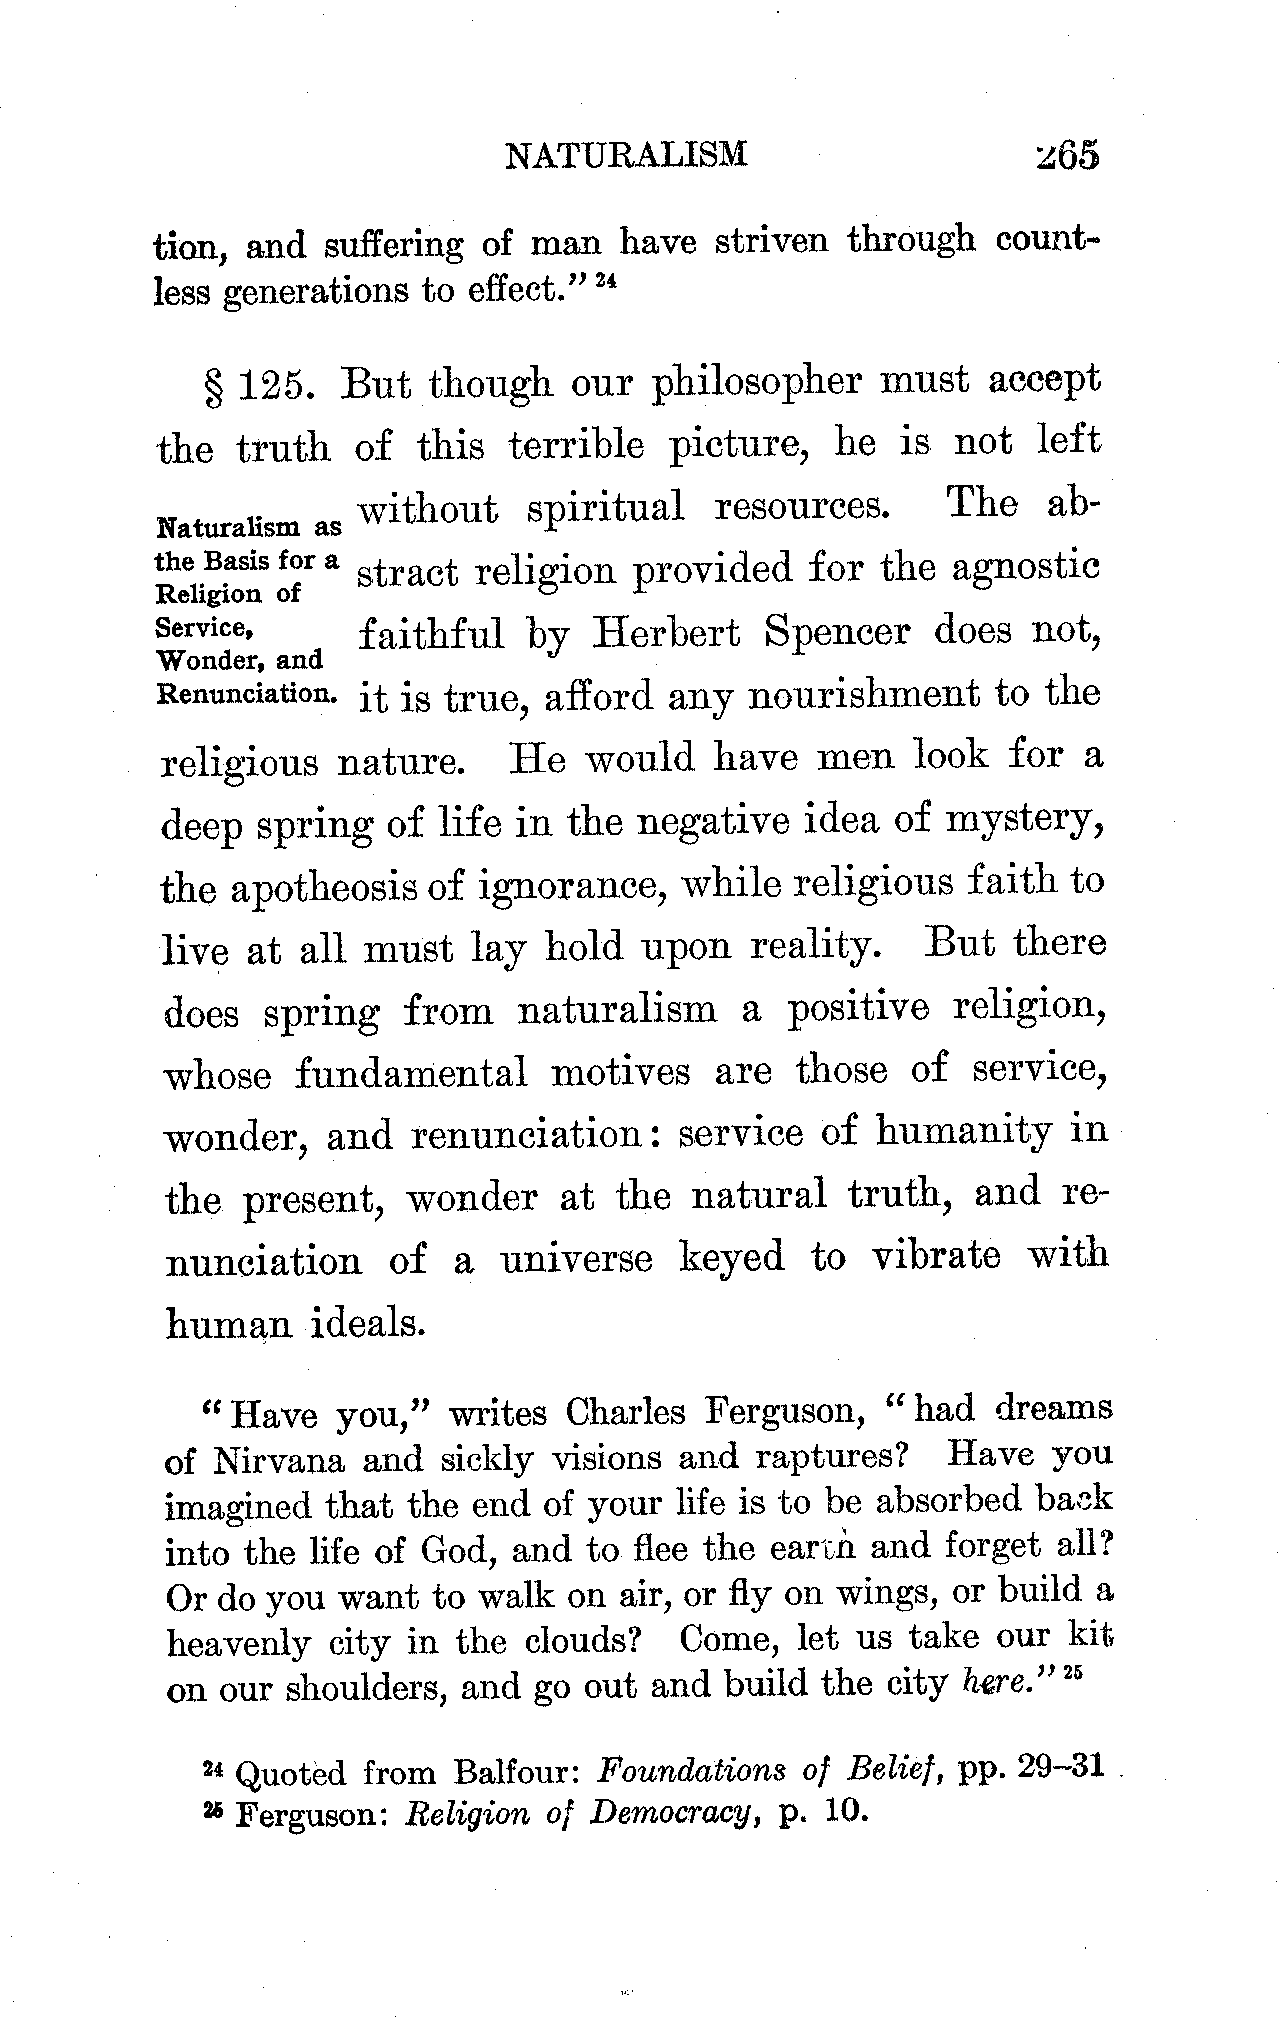 NATURALISM 265
tion, and suffering of man have striven through count-
less generations to effect." 24
§ 125. But though our philosopher must accept
the truth of this terrible picture, he is not left
Naturalism as
the Basis for a
Religion of
Service,
Wonder, and
Renunciation.
without spiritual resources. The ab-
stract religion provided for the agnostic
faithful by Herbert Spencer does not,
it is true, afford any nourishment to the
religious nature. He would have men look for a
deep spring of life in the negative idea of mystery,
the apotheosis of ignorance, while religious faith to
live at all must lay hold upon reality. But there
does spring from naturalism a positive religion,
whose fundamental motives are those of service,
wonder, and renunciation: service of humanity in
the present, wonder at the natural truth, and re-
nunciation of a universe keyed to vibrate with
human ideals.
"Have you," writes Charles Ferguson, "had dreams
of Nirvana and sickly visions and raptures? Have you
imagined that the end of your life is to be absorbed back
into the life of God, and to flee the earth and forget all?
Or do you want to walk on air, or fly on wings, or build a
heavenly city in the clouds? Come, let us take our kit
on our shoulders, and go out and build the city here." 25
24 Quoted from Balfour: Foundations of Belief, pp. 29–31
25 Ferguson: Religion of Democracy, p. 10.